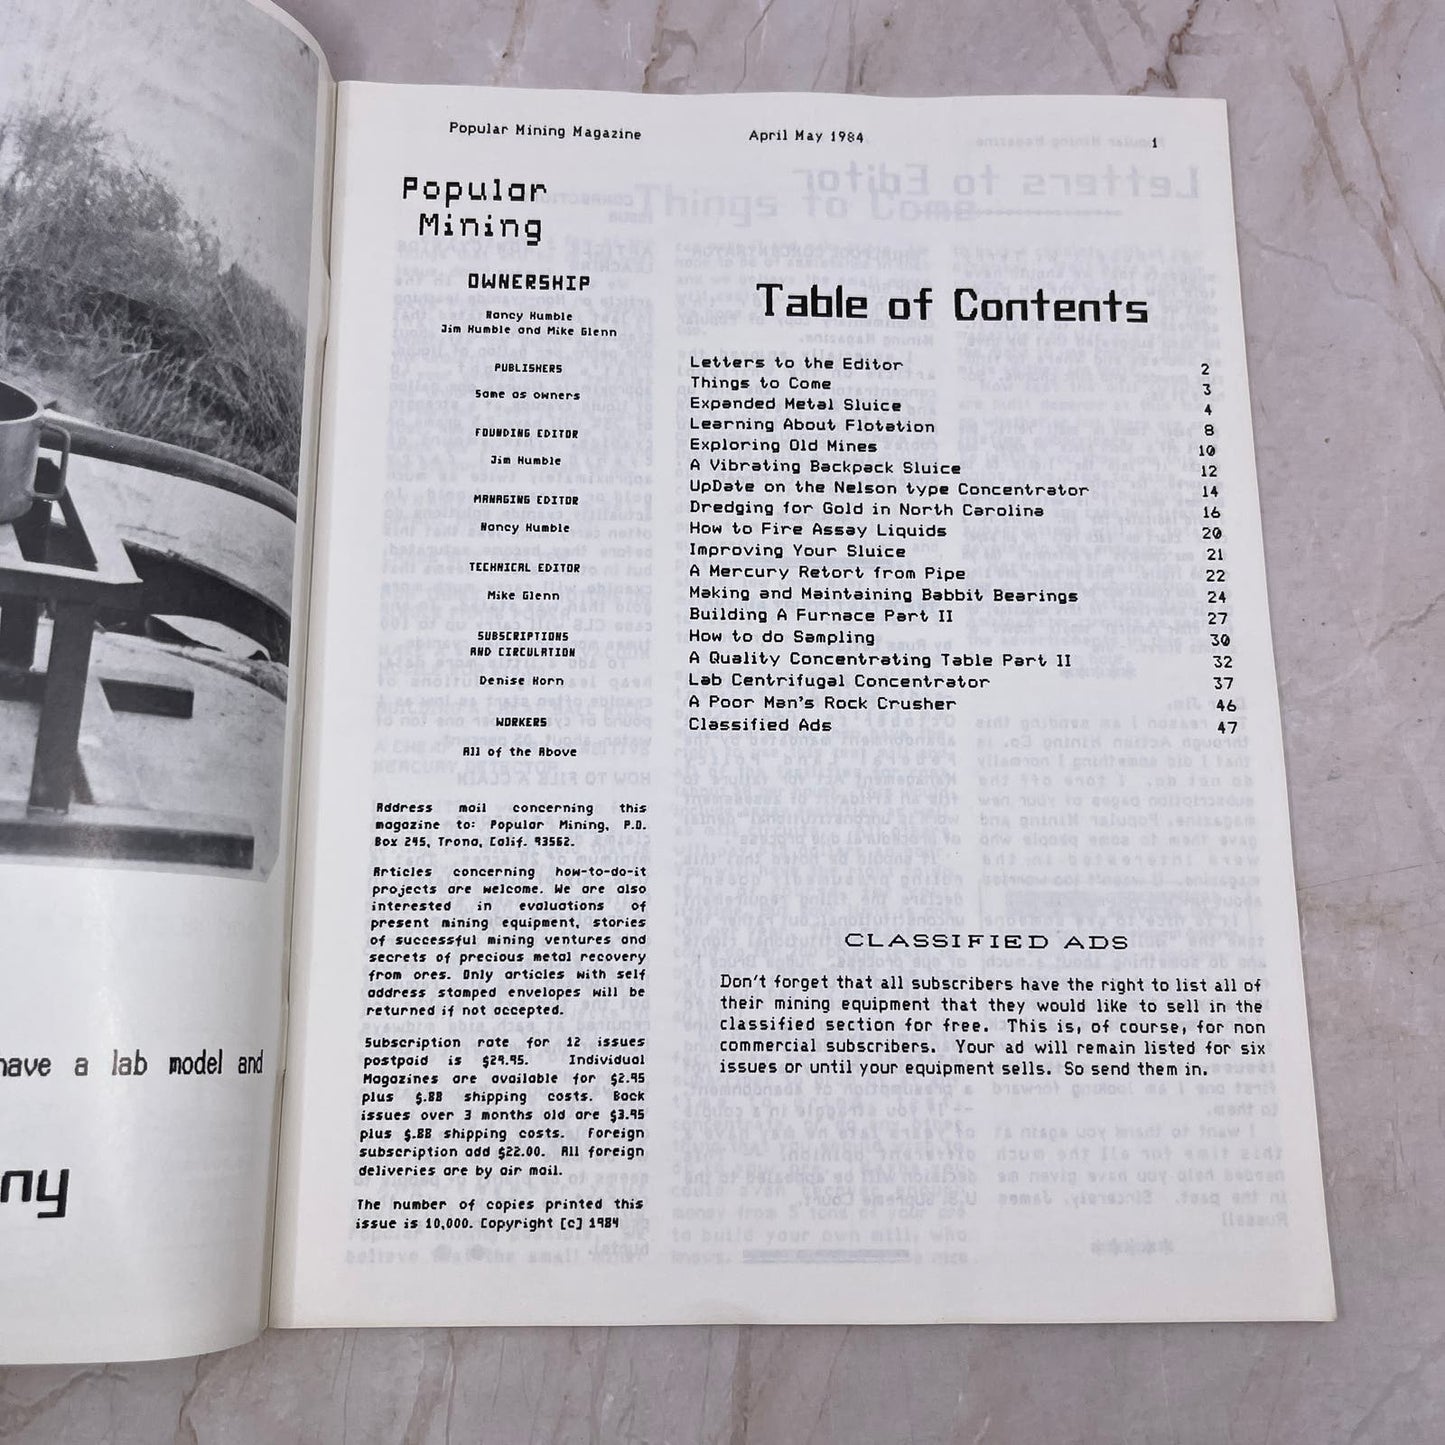 have a lab model and
ny
Popular Mining Magazine April May 1984 1
Popular
Mining
OWNERSHIP
Nancy Humble
Jim Humble and Mike Glenn
PUBLISHERS
Same as owners
FOUNDING EDITOR
Jim Humble
MANAGING EDITOR
Nancy Humble
TECHNICAL EDITOR
Mike Glenn
SUBSCRIPTIONS
AND CIRCULATION
Denise Horn
WORKERS
All of the Above
Address mail concerning this
magazine to: Popular Mining, P.O.
Box 245, Trona, Calif. 93562.
Articles concerning how-to-do-it
projects are welcome. We are also
interested in evaluations of
present mining equipment, stories
of successful mining ventures and
secrets of precious metal recovery
from ores. Only articles with self
address stamped envelopes will be
returned if not accepted.
Subscription rate for 12 issues
postpaid is $29.95. Individual
Magazines are available for $2.95
plus $.88 shipping costs. Back
issues over 3 months old are $3.95
plus $.88 shipping costs. Foreign
subscription add $22.00. All foreign
deliveries are by air mail.
The number of copies printed this
issue is 10,000. Copyright [c] 1984
Table of Contents
Letters to the Editor 2
Things to Come 3
Expanded Metal Sluice 4
Learning About Flotation 8
Exploring Old Mines 10
A Vibrating Backpack Sluice 12
UpDate on the Nelson type Concentrator 14
Dredging for Gold in North Carolina 16
How to Fire Assay Liquids 20
Improving Your Sluice 21
A Mercury Retort from Pipe 22
Making and Maintaining Babbit Bearings 24
Building A Furnace Part II 27
How to do Sampling 30
A Quality Concentrating Table Part II 32
Lab Centrifugal Concentrator 37
A Poor Man's Rock Crusher 46
Classified Ads 47
CLASSIFIED ADS
Don't forget that all subscribers have the right to list all of
their mining equipment that they would like to sell in the
classified section for free. This is, of course, for non
commercial subscribers. Your ad will remain listed for six
issues or until your equipment sells. So send them in.